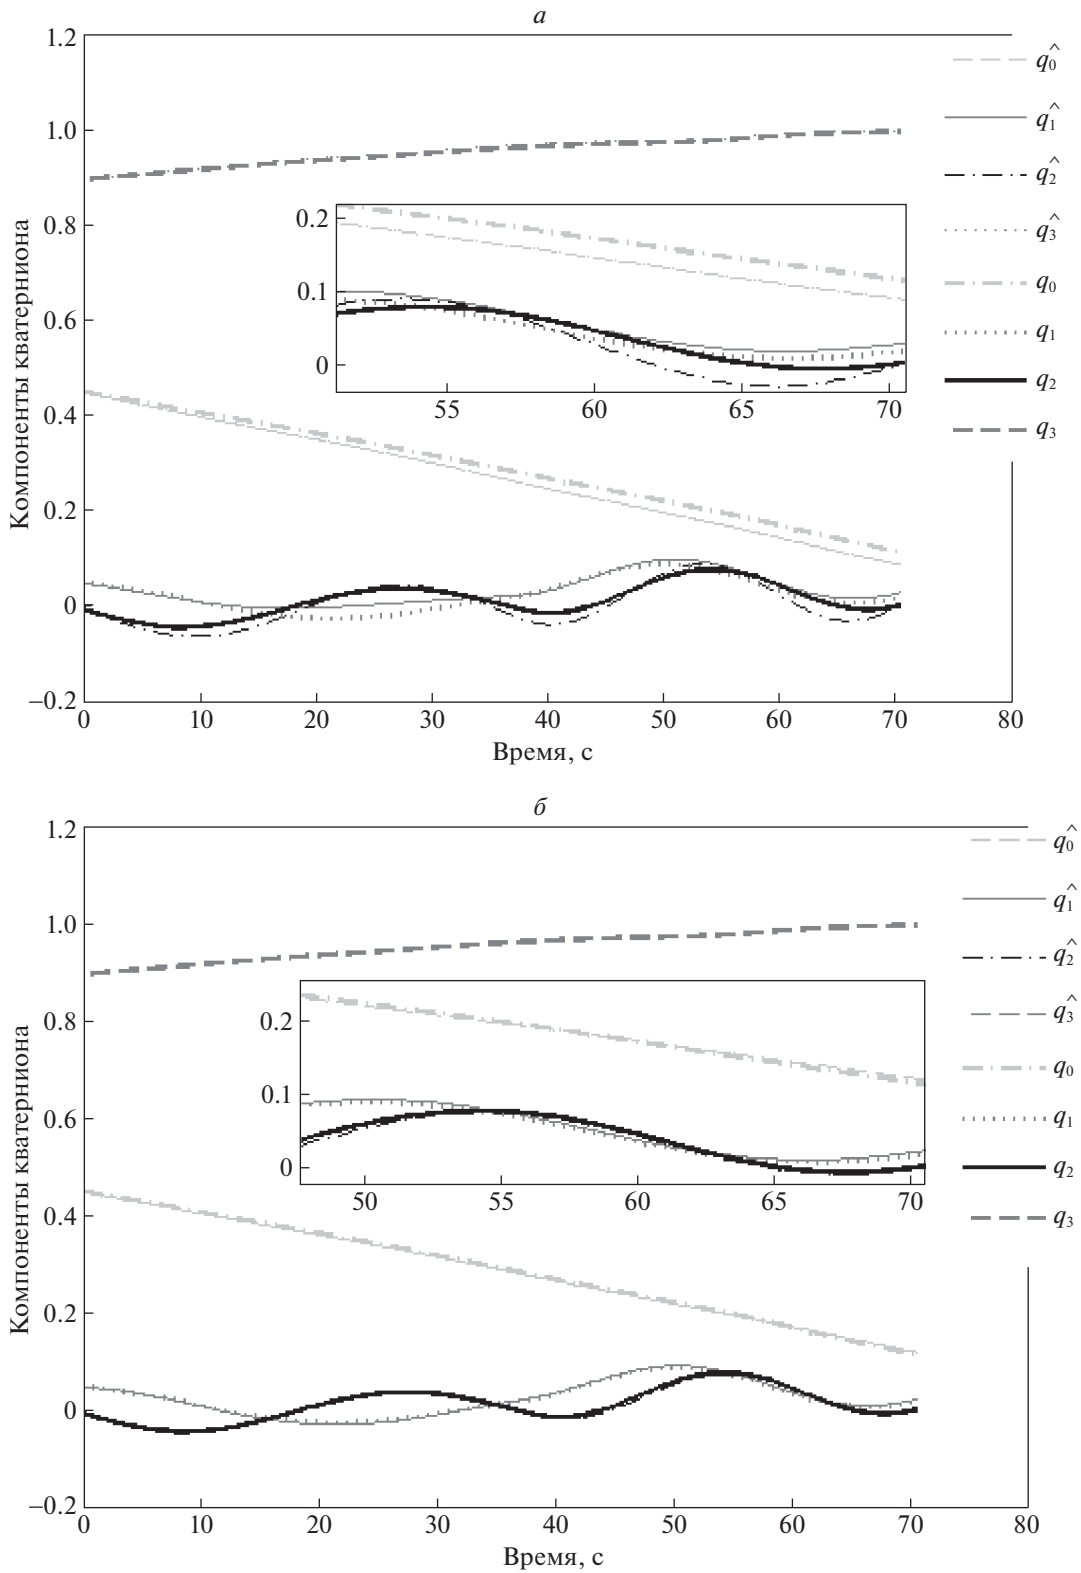 а
Компоненты кватерниона
1.2
1.0
0.8
0.6
0.4
0.2
0
–0.2
0 10 20 30 40 50 60 70 80
Время, с
0.2
0.1
0
55 60 65 70
q̂0
q̂1
q̂2
q̂3
q0
q1
q2
q3
б
Компоненты кватерниона
1.2
1.0
0.8
0.6
0.4
0.2
0
–0.2
0 10 20 30 40 50 60 70 80
Время, с
0.2
0.1
0
50 55 60 65 70
q̂0
q̂1
q̂2
q̂3
q0
q1
q2
q3